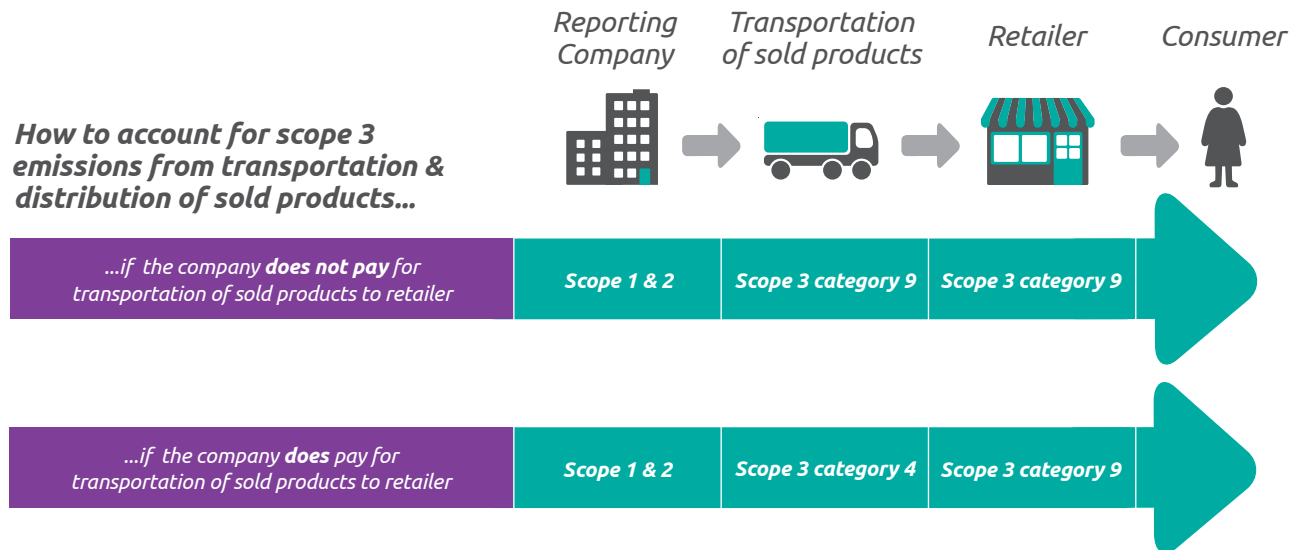 Reporting
Company
Transportation
of sold products
Retailer
Consumer
How to account for scope 3
emissions from transportation &
distribution of sold products...
...if the company does not pay for
transportation of sold products to retailer
Scope 1 & 2
Scope 3 category 9
Scope 3 category 9
...if the company does pay for
transportation of sold products to retailer
Scope 1 & 2
Scope 3 category 4
Scope 3 category 9